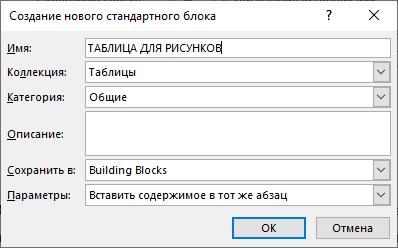 Создание нового стандартного блока
Имя: ТАБЛИЦА ДЛЯ РИСУНКОВ
Коллекция: Таблицы
Категория: Общие
Описание:
Сохранить в: Building Blocks
Параметры: Вставить содержимое в тот же абзац
ОК Отмена